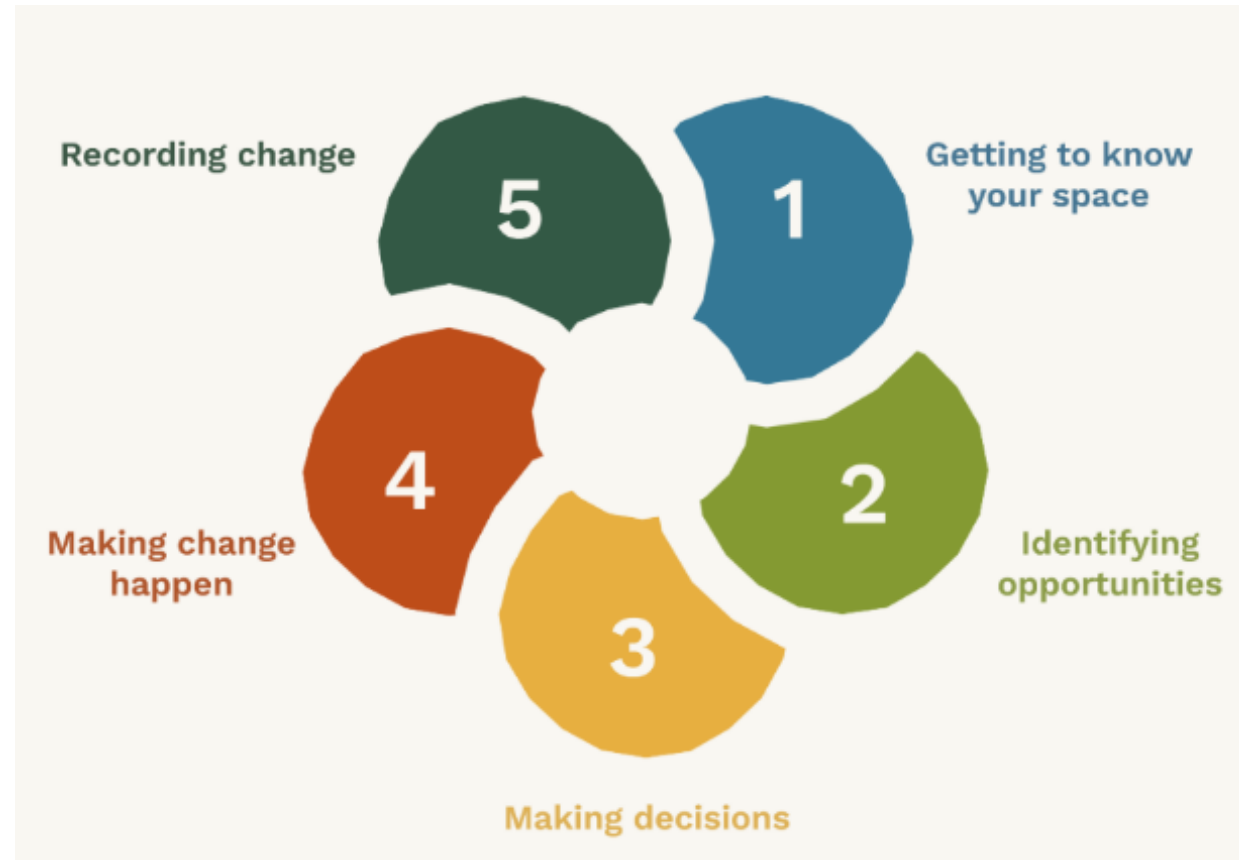 1
Getting to know
your space
2
Identifying
opportunities
3
Making decisions
4
Making change
happen
5
Recording change